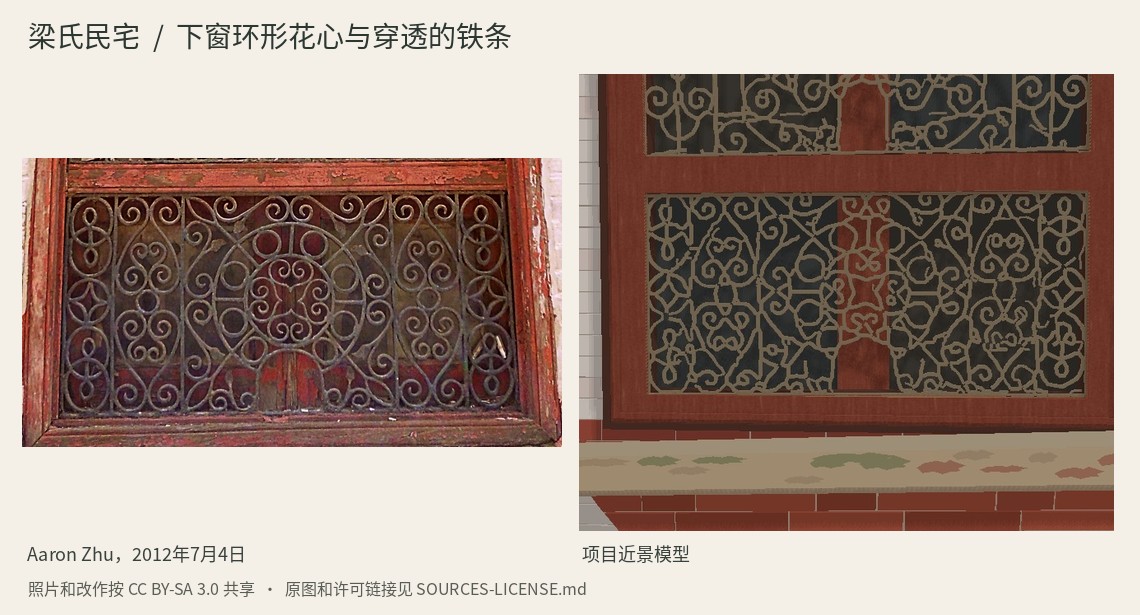 梁氏民宅 / 下窗环形花心与穿透的铁条
Aaron Zhu，2012年7月4日
项目近景模型
照片和改作按 CC BY-SA 3.0 共享 · 原图和许可链接见 SOURCES-LICENSE.md